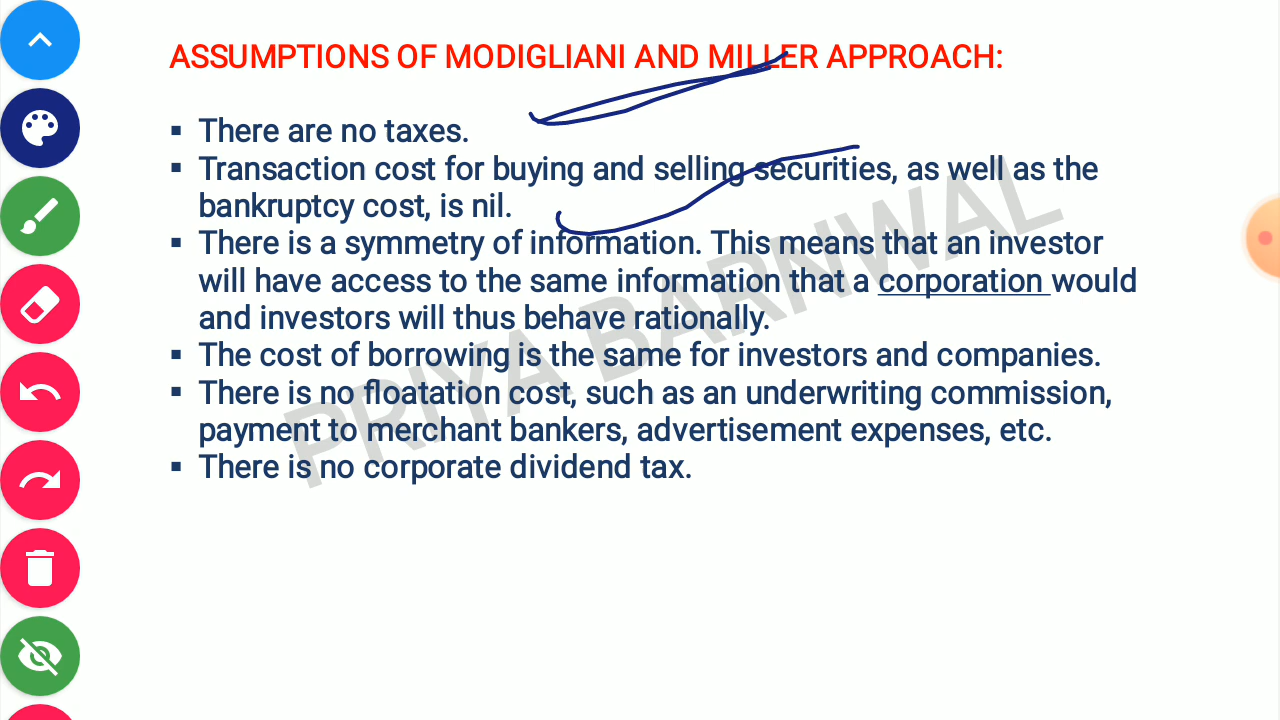 ASSUMPTIONS OF MODIGLIANI AND MILLER APPROACH:
▪ There are no taxes.
▪ Transaction cost for buying and selling securities, as well as the
bankruptcy cost, is nil.
▪ There is a symmetry of information. This means that an investor
will have access to the same information that a corporation would
and investors will thus behave rationally.
▪ The cost of borrowing is the same for investors and companies.
▪ There is no floatation cost, such as an underwriting commission,
payment to merchant bankers, advertisement expenses, etc.
▪ There is no corporate dividend tax.
PRIYA BARNWAL